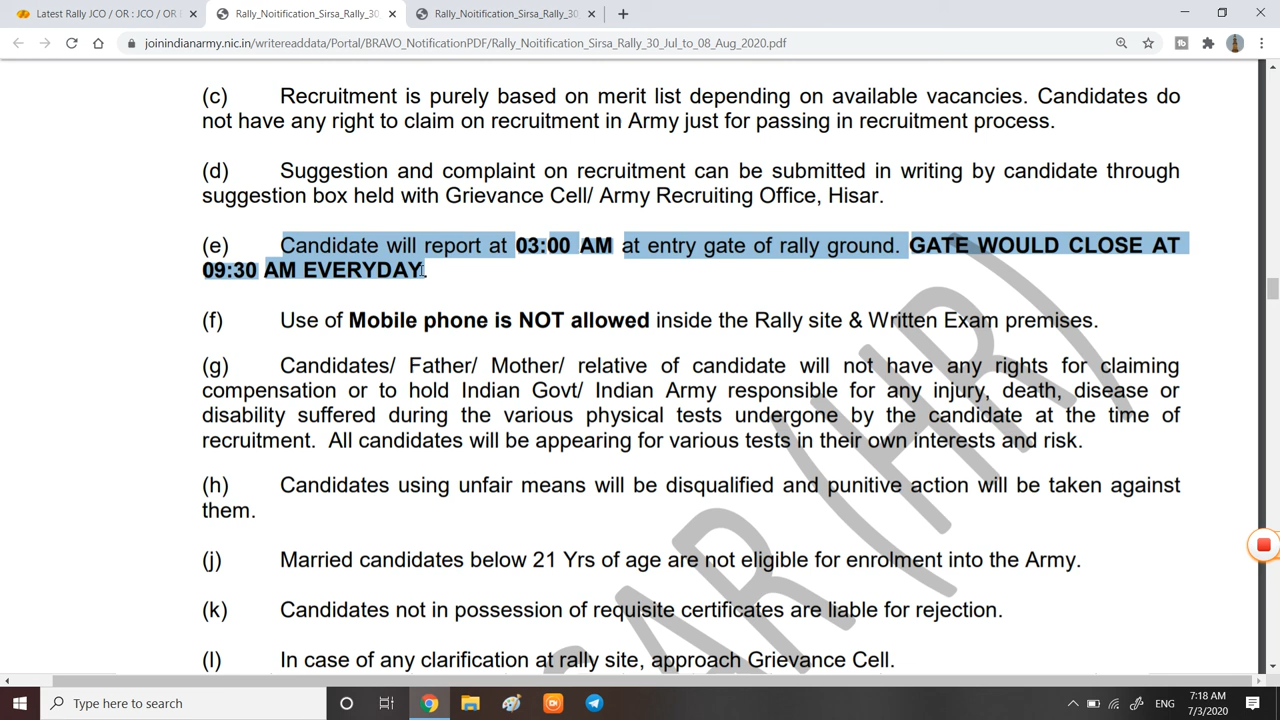 Latest Rally JCO / OR : JCO / OR
Rally_Noitification_Sirsa_Rally_30
Rally_Noitification_Sirsa_Rally_30
joinindianarmy.nic.in/writereaddata/Portal/BRAVO_NotificationPDF/Rally_Noitification_Sirsa_Rally_30_Jul_to_08_Aug_2020.pdf
(c) Recruitment is purely based on merit list depending on available vacancies. Candidates do
not have any right to claim on recruitment in Army just for passing in recruitment process.
(d) Suggestion and complaint on recruitment can be submitted in writing by candidate through
suggestion box held with Grievance Cell/ Army Recruiting Office, Hisar.
(e) Candidate will report at 03:00 AM at entry gate of rally ground. GATE WOULD CLOSE AT
09:30 AM EVERYDAY.
(f) Use of Mobile phone is NOT allowed inside the Rally site & Written Exam premises.
(g) Candidates/ Father/ Mother/ relative of candidate will not have any rights for claiming
compensation or to hold Indian Govt/ Indian Army responsible for any injury, death, disease or
disability suffered during the various physical tests undergone by the candidate at the time of
recruitment. All candidates will be appearing for various tests in their own interests and risk.
(h) Candidates using unfair means will be disqualified and punitive action will be taken against
them.
(j) Married candidates below 21 Yrs of age are not eligible for enrolment into the Army.
(k) Candidates not in possession of requisite certificates are liable for rejection.
(l) In case of any clarification at rally site, approach Grievance Cell.
SAR (HR)
Type here to search
ENG
7:18 AM
7/3/2020